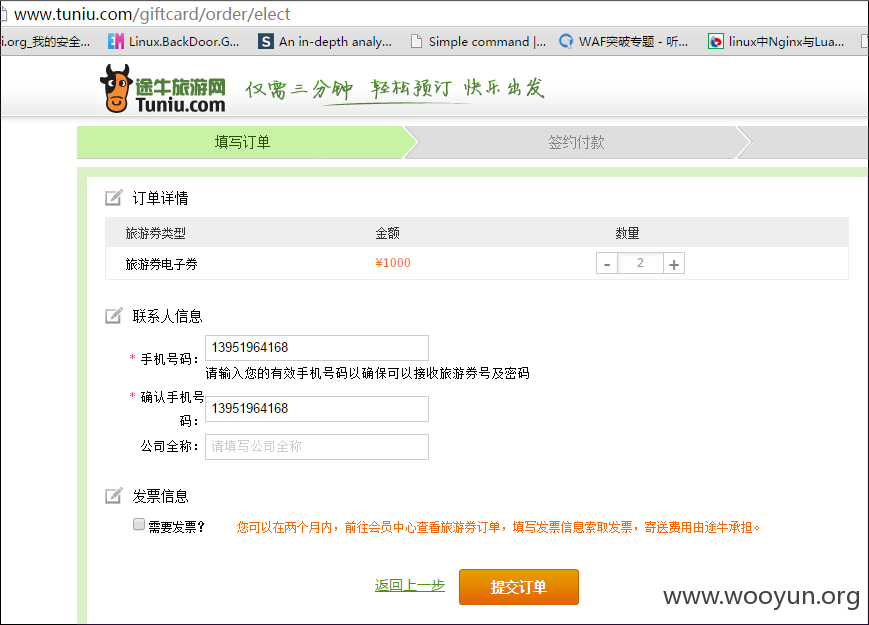 www.tuniu.com/giftcard/order/elect
i.org_我的安全... Linux.BackDoor.G... An in-depth analy... Simple command |... WAF突破专题 - 听... linux中Nginx与Lua...
途牛旅游网 仅需三分钟 轻松预订 快乐出发
Tuniu.com
填写订单 签约付款
订单详情
旅游券类型 金额 数量
旅游券电子券 ¥1000 - 2 +
联系人信息
* 手机号码： 13951964168
请输入您的有效手机号码以确保可以接收旅游券号及密码
* 确认手机号
码： 13951964168
公司全称： 请填写公司全称
发票信息
需要发票？ 您可以在两个月内，前往会员中心查看旅游券订单，填写发票信息索取发票，寄送费用由途牛承担。
返回上一步 提交订单
www.wooyun.org